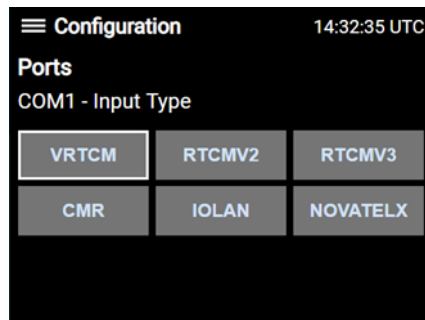 Configuration 14:32:35 UTC
Ports
COM1 - Input Type
VRTCM RTCMV2 RTCMV3
CMR IOLAN NOVATELX